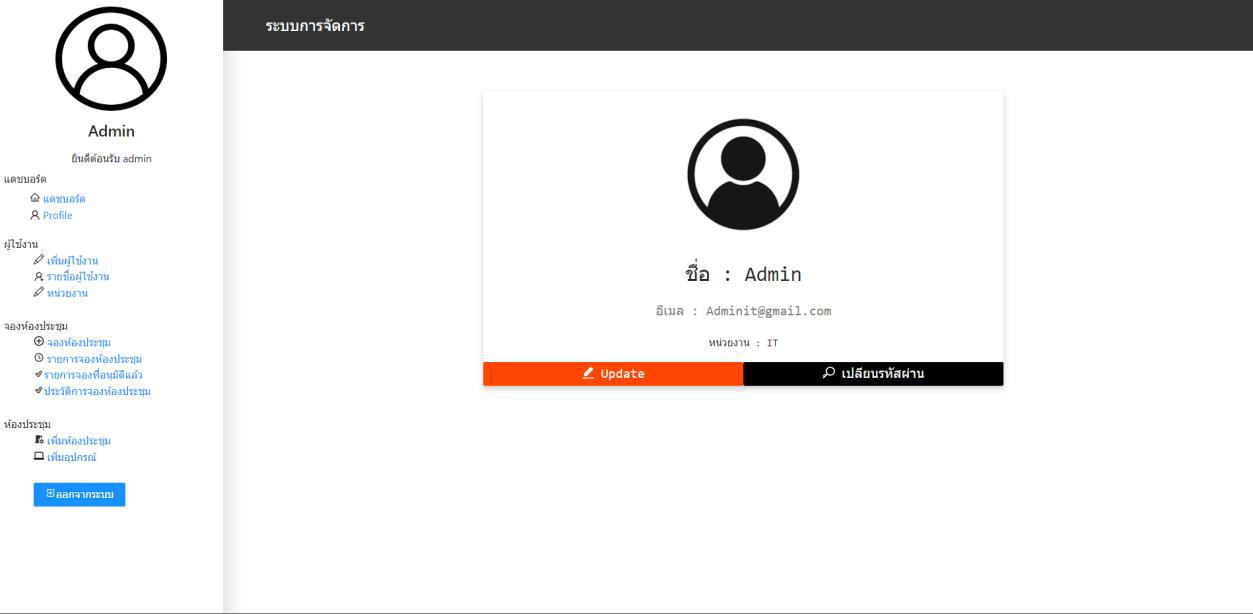 ระบบการจัดการ
Admin
ยินดีต้อนรับ admin
แดชบอร์ด
แดชบอร์ด
Profile
ผู้ใช้งาน
เพิ่มผู้ใช้งาน
รายชื่อผู้ใช้งาน
หน่วยงาน
จองห้องประชุม
จองห้องประชุม
รายการจองห้องประชุม
รายการจองที่อนุมัติแล้ว
ประวัติการจองห้องประชุม
ห้องประชุม
เพิ่มห้องประชุม
เพิ่มอุปกรณ์
ออกจากระบบ
ชื่อ : Admin
อีเมล : Adminit@gmail.com
หน่วยงาน : IT
Update
เปลี่ยนรหัสผ่าน